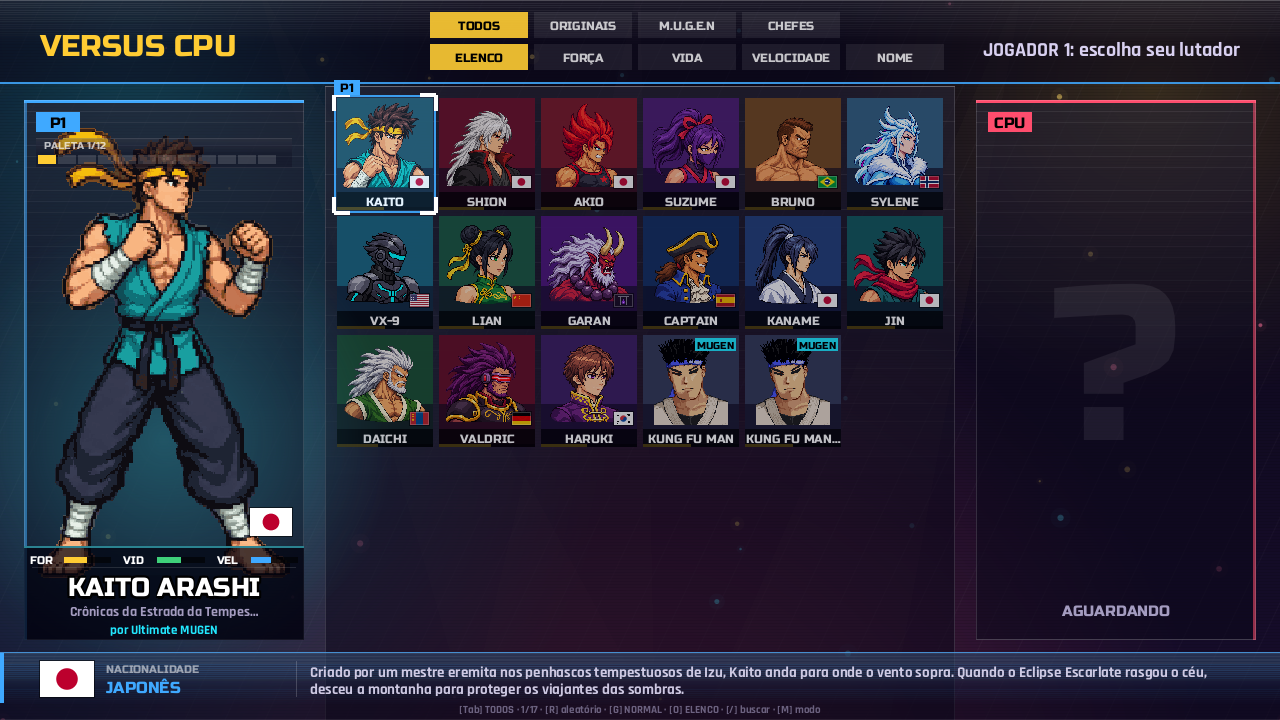 VERSUS CPU
TODOS ORIGINAIS M.U.G.E.N CHEFES
ELENCO FORÇA VIDA VELOCIDADE NOME
JOGADOR 1: escolha seu lutador
P1
PALETA 1/12
FOR VID VEL
KAITO ARASHI
Crônicas da Estrada da Tempes...
por Ultimate MUGEN
P1
KAITO SHION AKIO SUZUME BRUNO SYLENE
VX-9 LIAN GARAN CAPTAIN KANAME JIN
MUGEN MUGEN
DAICHI VALDRIC HARUKI KUNG FU MAN KUNG FU MAN...
CPU
?
AGUARDANDO
NACIONALIDADE
JAPONÊS
Criado por um mestre eremita nos penhascos tempestuosos de Izu, Kaito anda para onde o vento sopra. Quando o Eclipse Escarlate rasgou o céu,
desceu a montanha para proteger os viajantes das sombras.
[Tab] TODOS · 1/17 · [R] aleatório · [G] NORMAL · [O] ELENCO · [/] buscar · [M] modo